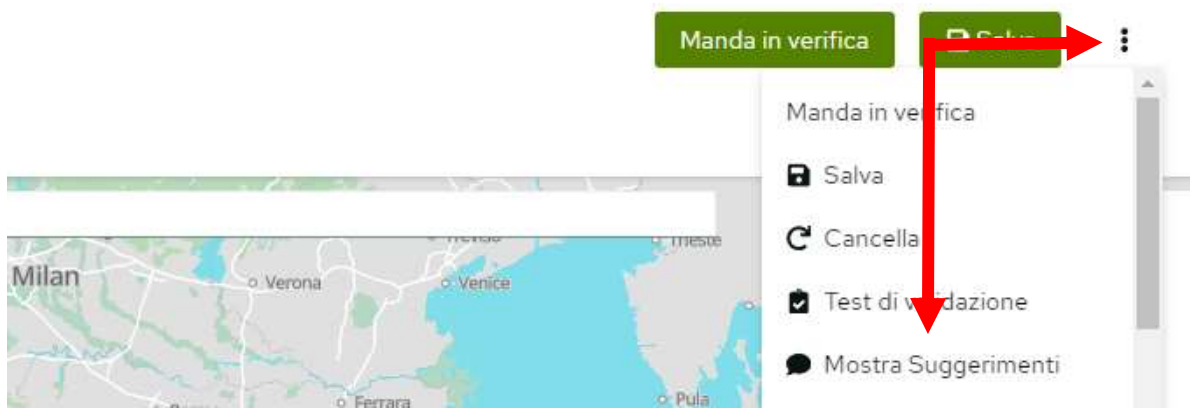 Manda in verifica
Salva
Manda in verifica
Salva
Cancella
Test di validazione
Mostra Suggerimenti
Trieste
Milan
Verona
Venice
Ferrara
Pula